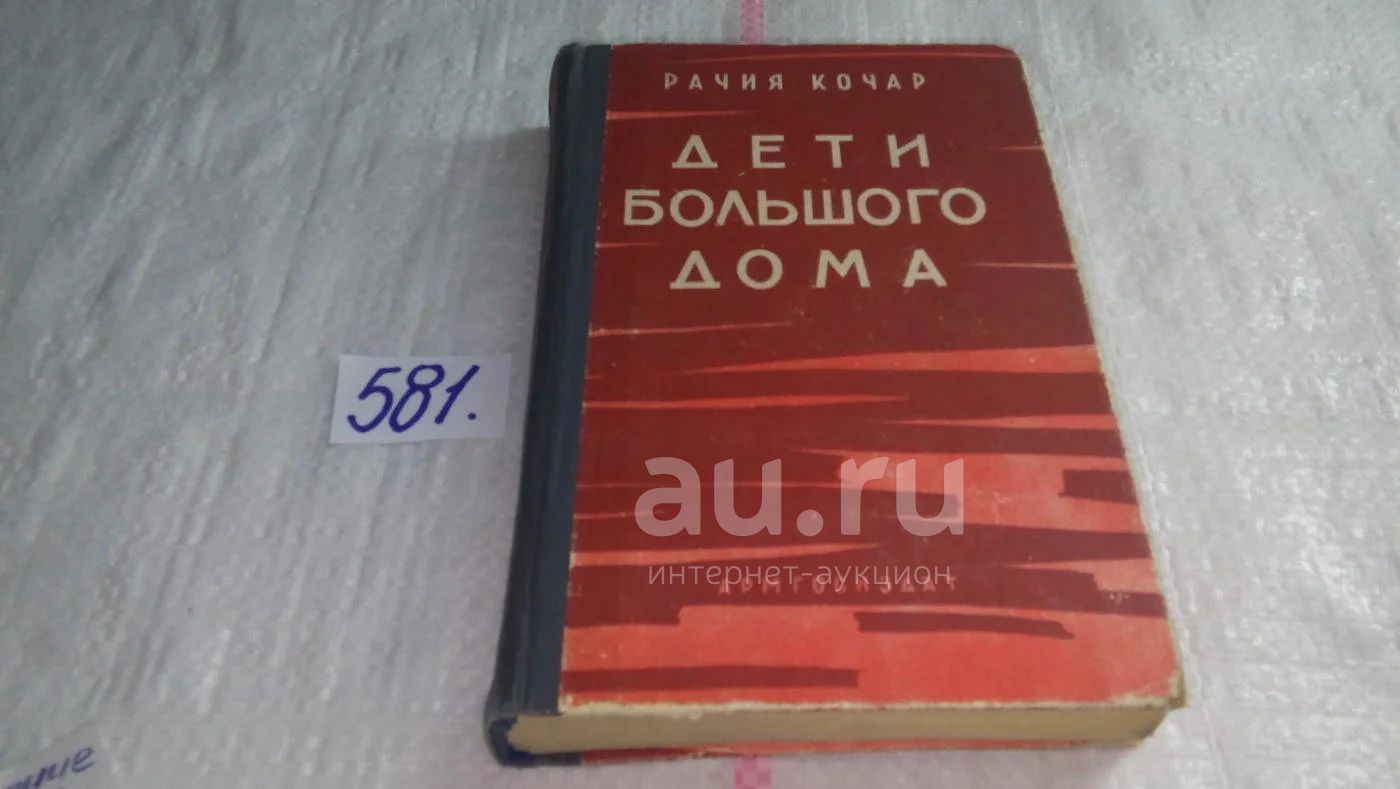 РАЧИЯ КОЧАР
ДЕТИ
БОЛЬШОГО
ДОМА
581.
au.ru
интернет-аукцион